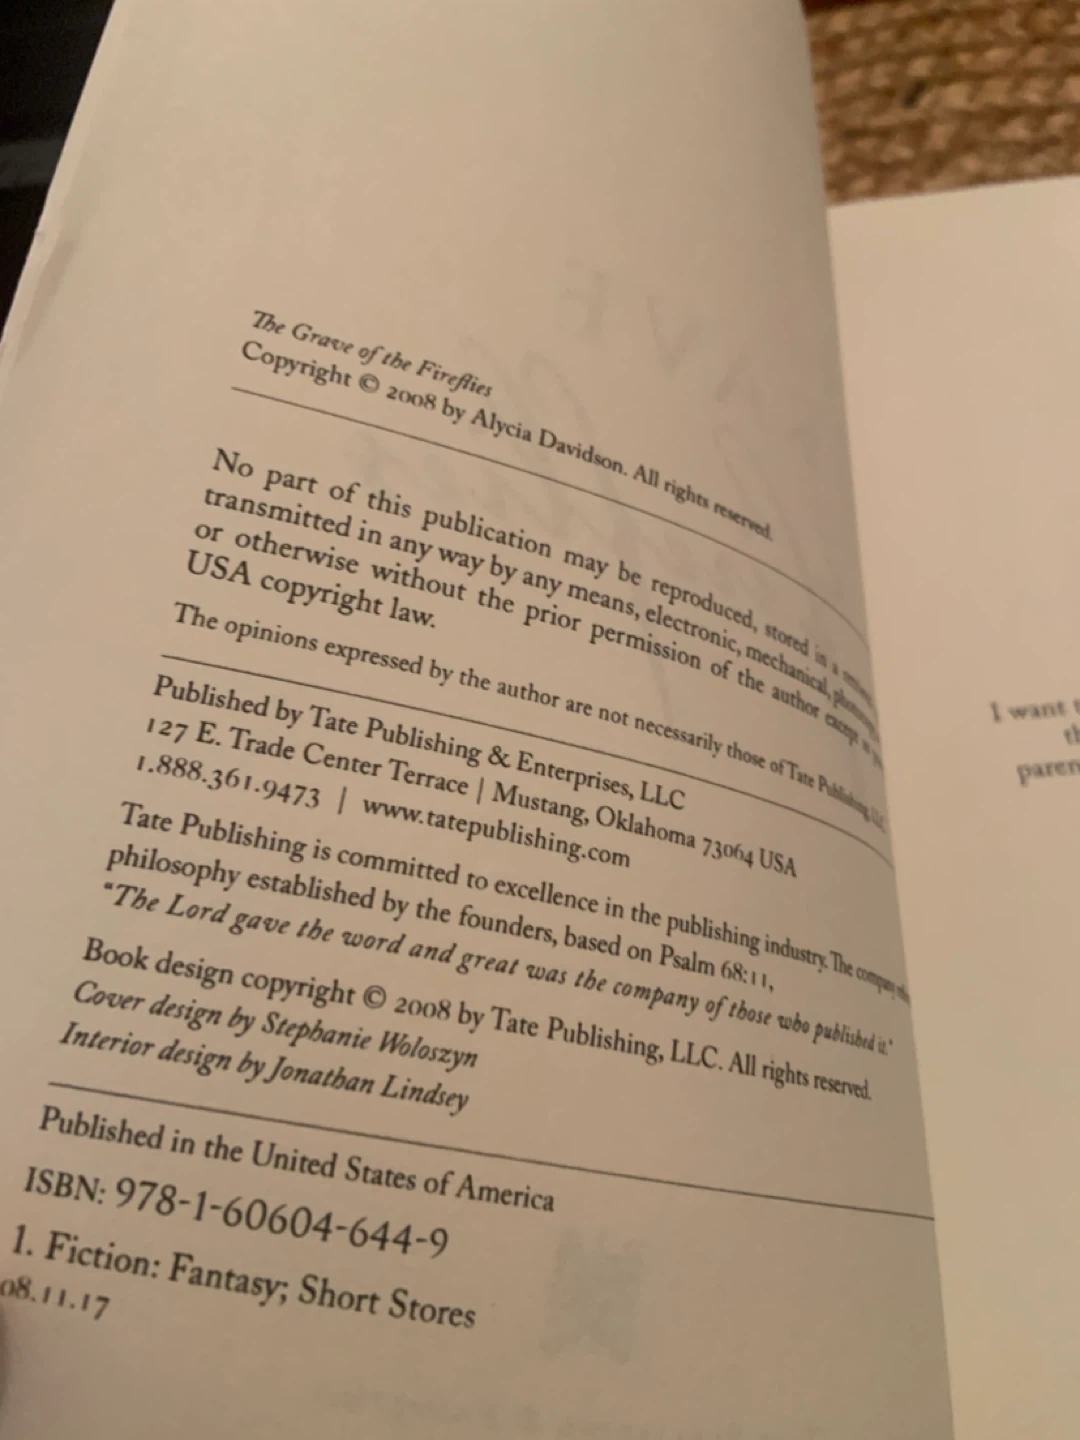 The Grave of the Fireflies
Copyright © 2008 by Alycia Davidson. All rights reserved.
No part of this publication may be reproduced, stored in a
transmitted in any way by any means, electronic, mechanical,
or otherwise without the prior permission of the author except
USA copyright law.
The opinions expressed by the author are not necessarily those of Tate Publishing, LLC.
Published by Tate Publishing & Enterprises, LLC
127 E. Trade Center Terrace | Mustang, Oklahoma 73064 USA
1.888.361.9473 | www.tatepublishing.com
Tate Publishing is committed to excellence in the publishing industry. The company
philosophy established by the founders, based on Psalm 68:11,
"The Lord gave the word and great was the company of those who published it."
Book design copyright © 2008 by Tate Publishing, LLC. All rights reserved.
Cover design by Stephanie Woloszyn
Interior design by Jonathan Lindsey
Published in the United States of America
ISBN: 978-1-60604-644-9
1. Fiction: Fantasy; Short Stores
08.11.17
I want